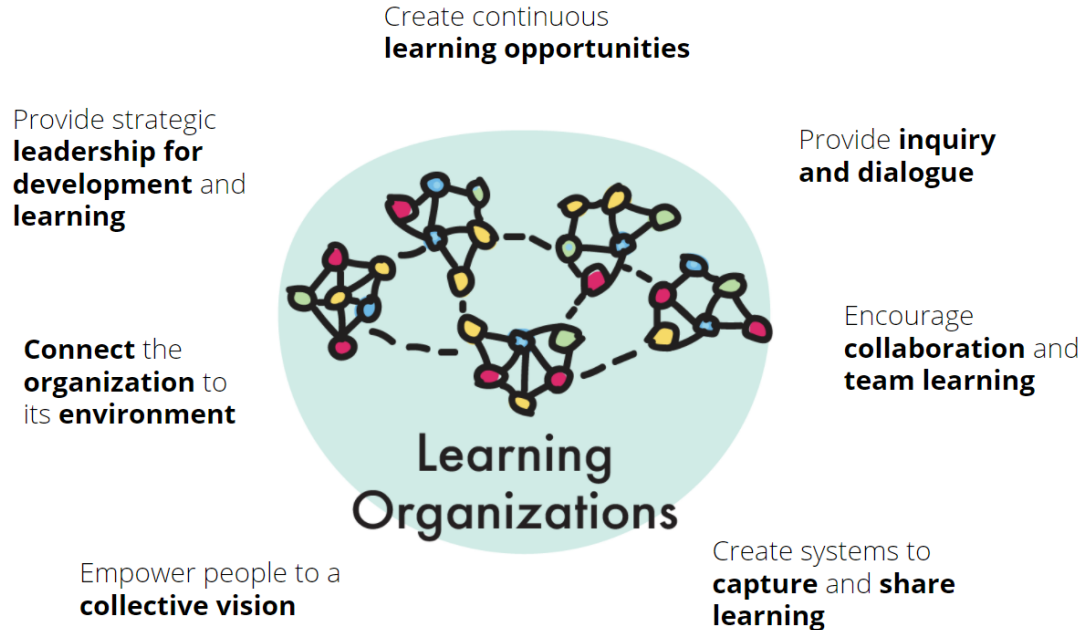 Create continuous
learning opportunities
Provide strategic
leadership for
development and
learning
Provide inquiry
and dialogue
Connect the
organization to
its environment
Encourage
collaboration and
team learning
Learning
Organizations
Empower people to a
collective vision
Create systems to
capture and share
learning